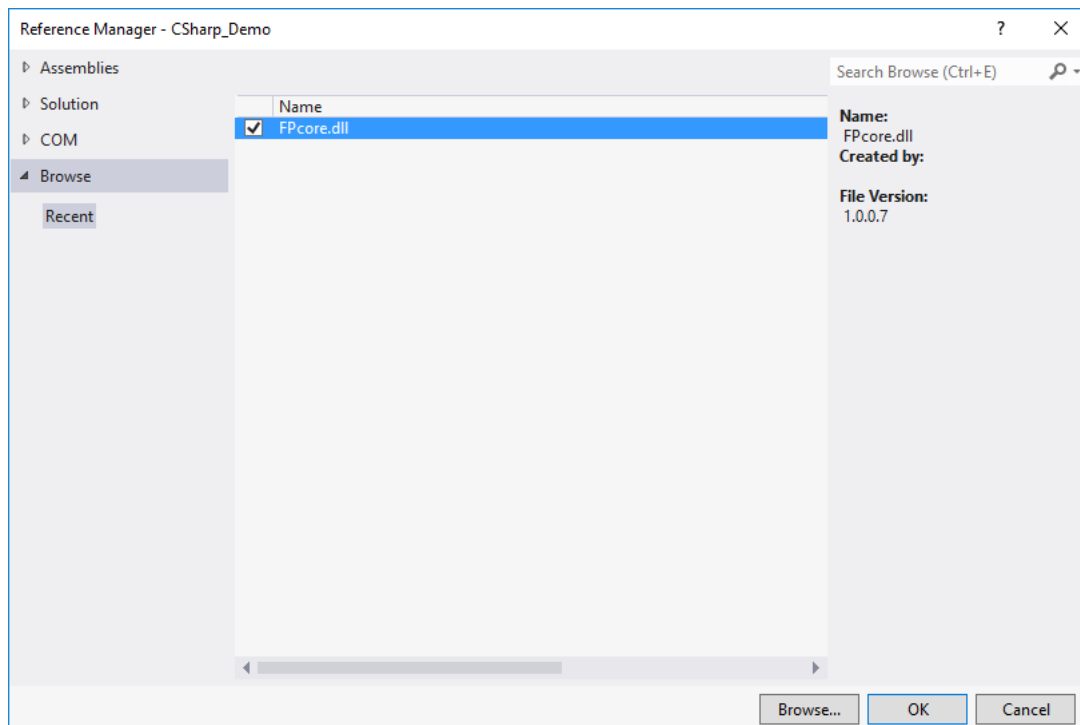 Reference Manager - CSharp_Demo
?
Assemblies
Solution
COM
Browse
Recent
Name
FPcore.dll
Search Browse (Ctrl+E)
Name:
FPcore.dll
Created by:
File Version:
1.0.0.7
Browse...
OK
Cancel